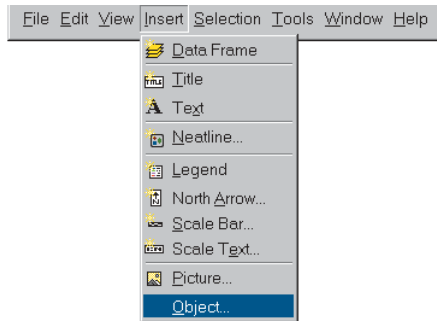 File Edit View Insert Selection Tools Window Help
Data Frame
Title
Text
Neatline...
Legend
North Arrow...
Scale Bar...
Scale Text...
Picture...
Object...